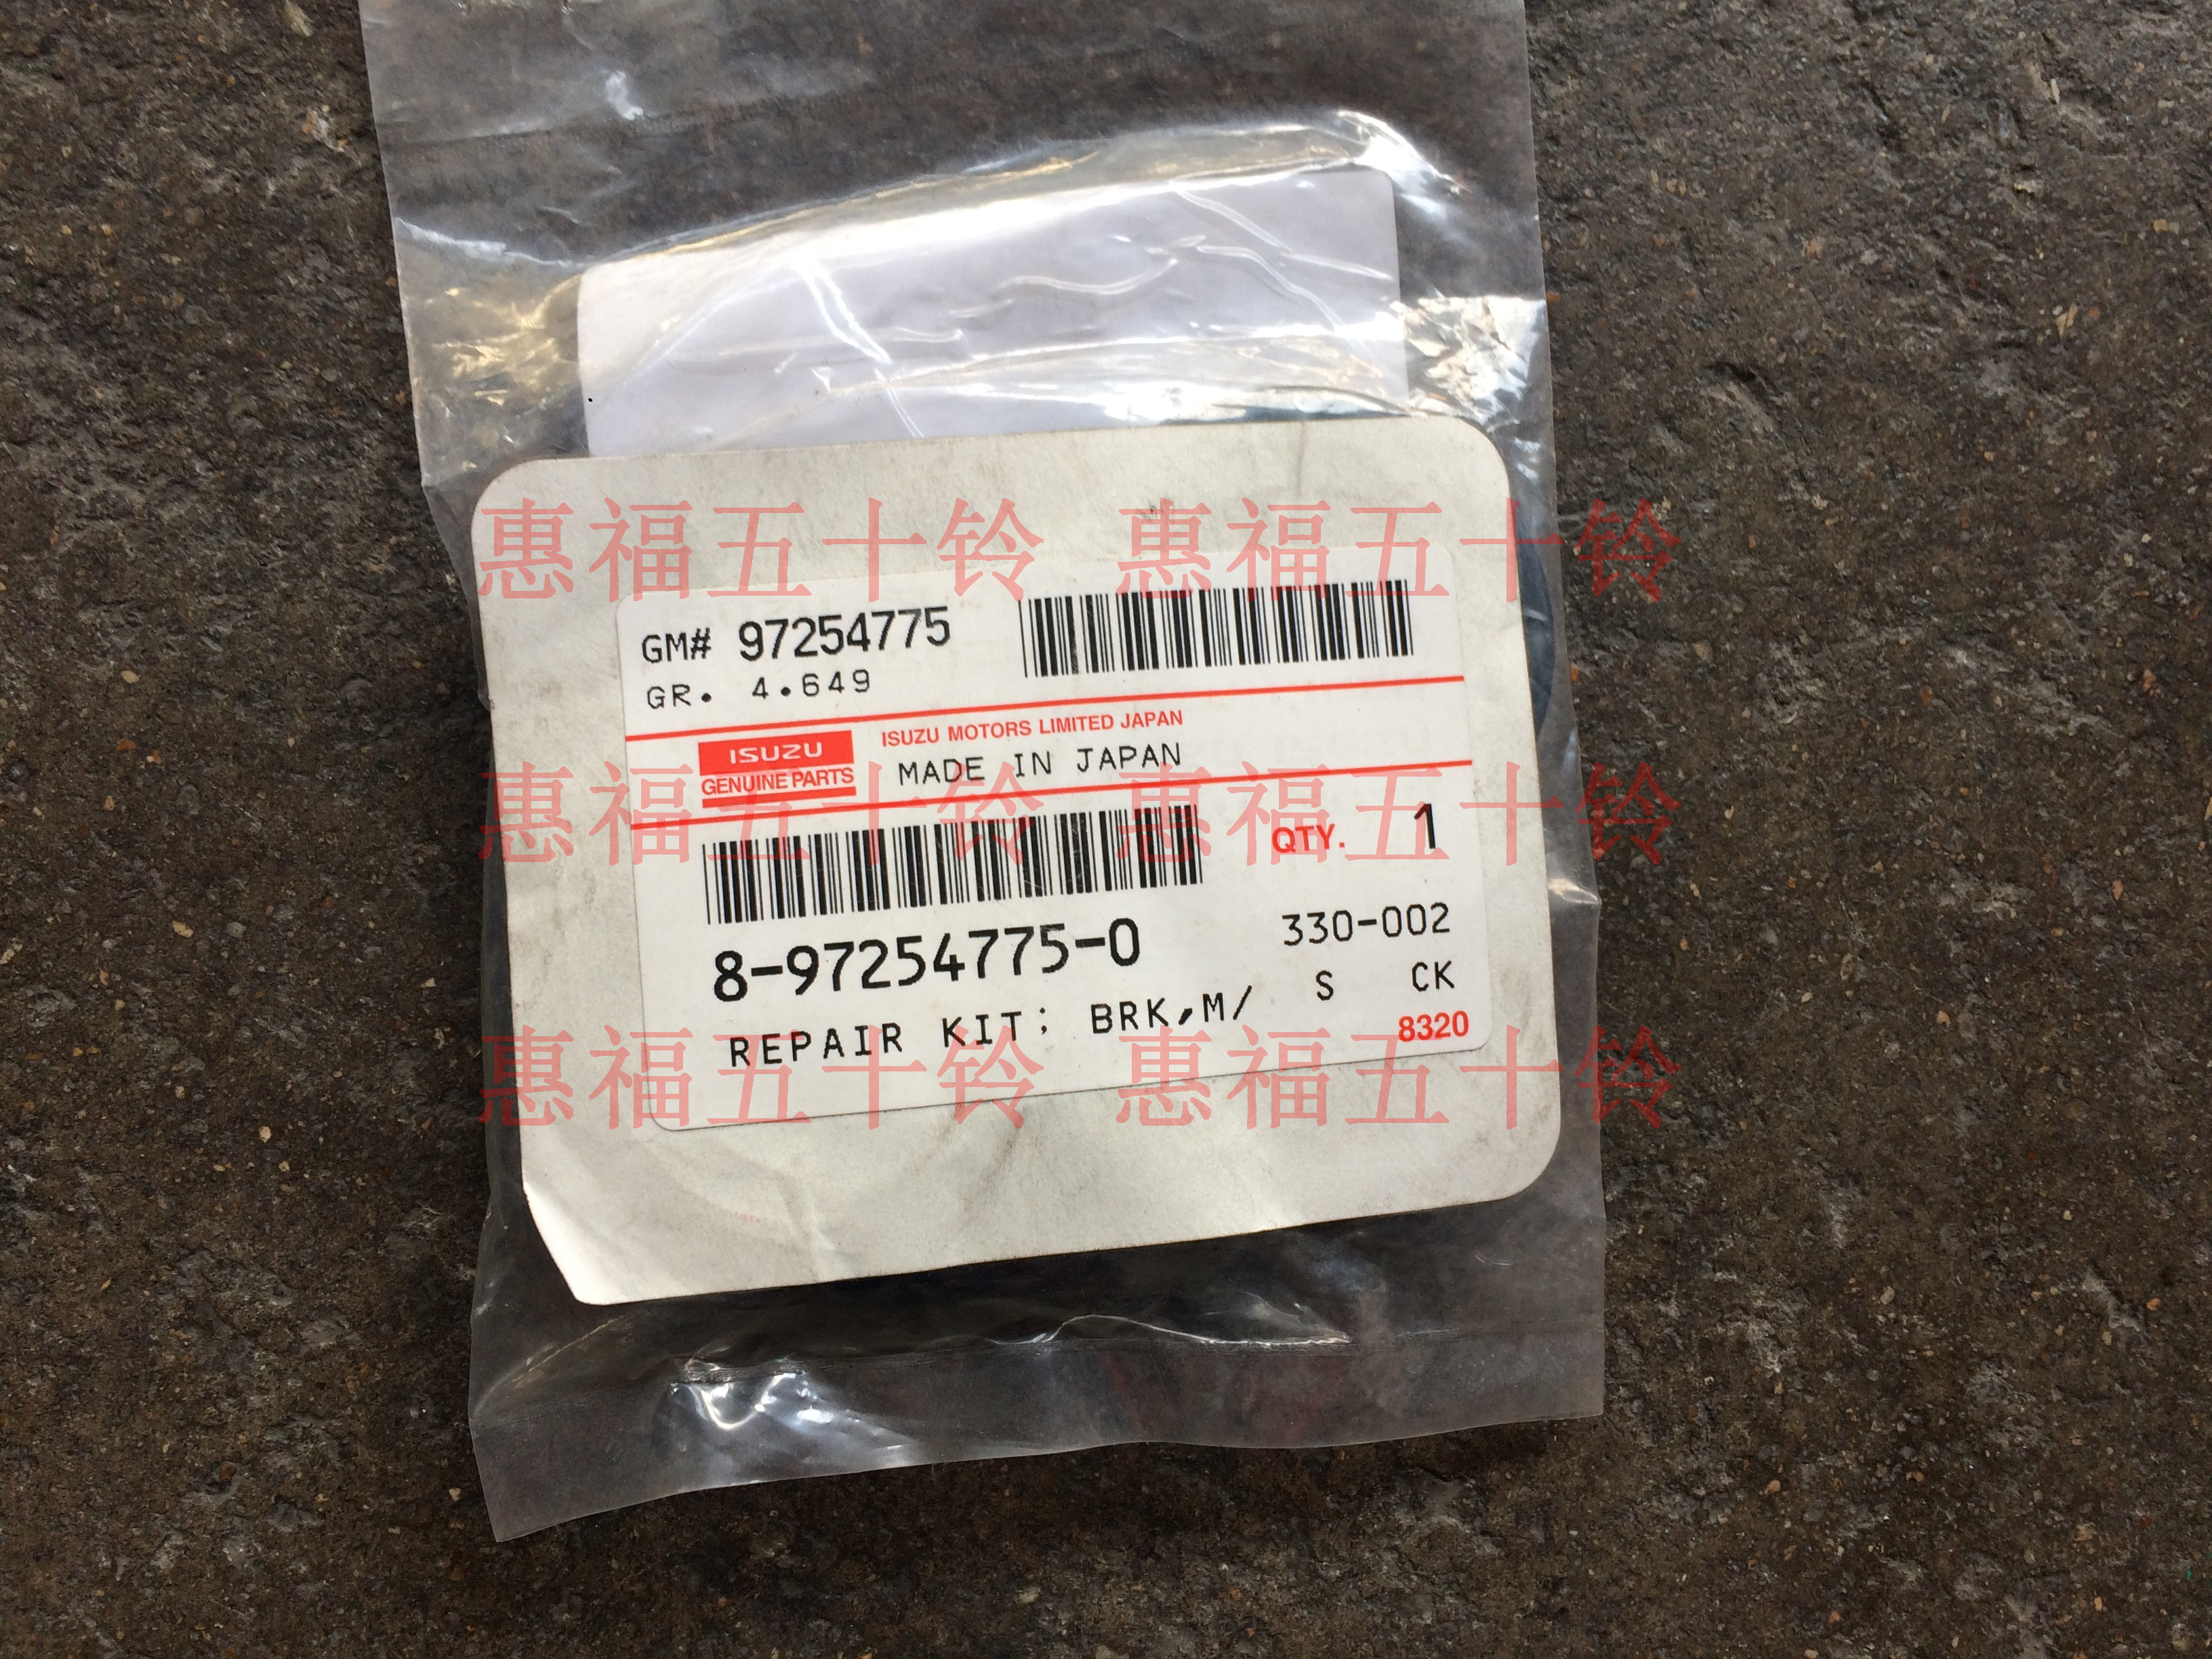 惠福五十铃 惠福五十铃
GM# 97254775
GR. 4.649
ISUZU
GENUINE PARTS
ISUZU MOTORS LIMITED JAPAN
MADE IN JAPAN
惠福五十铃 惠福五十铃
QTY. 1
8-97254775-0
330-002
REPAIR KIT; BRK,M/
S CK
8320
惠福五十铃 惠福五十铃